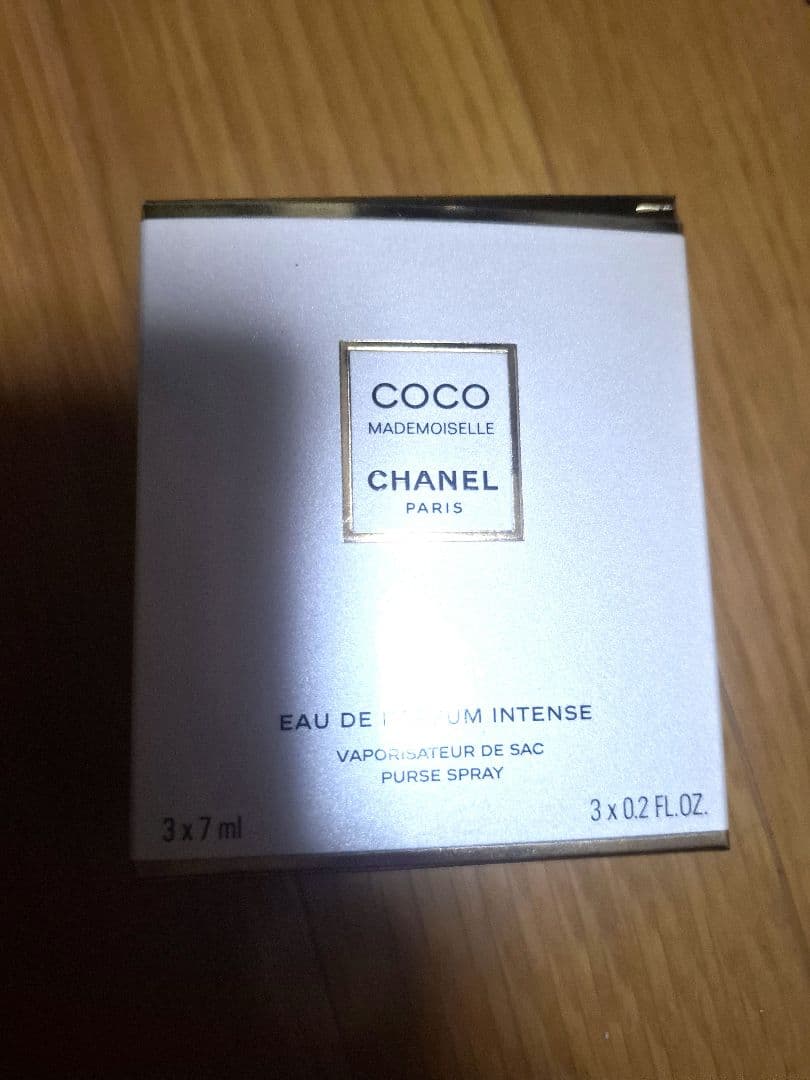 COCO
MADEMOISELLE
CHANEL
PARIS
EAU DE PARFUM INTENSE
VAPORISATEUR DE SAC
PURSE SPRAY
3 x 7 ml
3 x 0.2 FL.OZ.